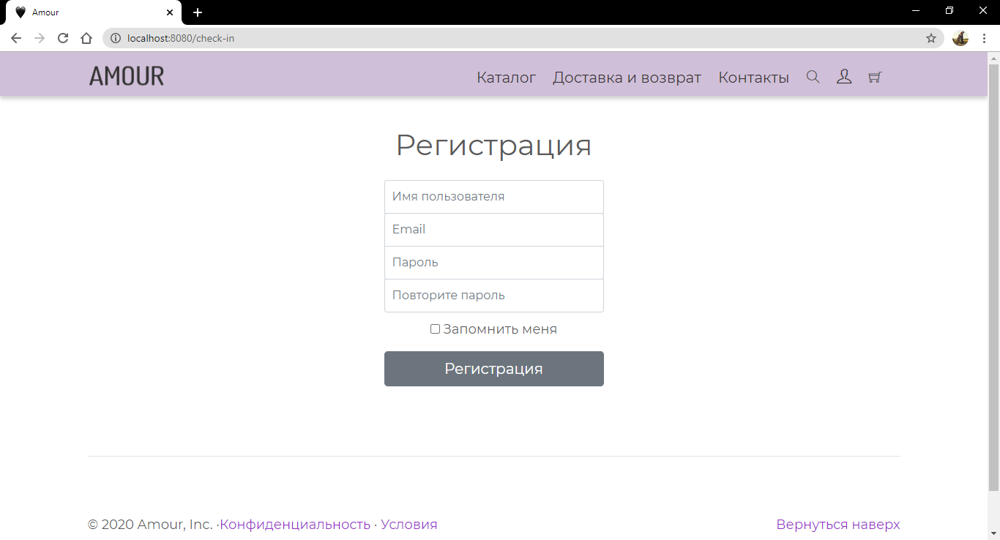 Amour
localhost:8080/check-in
AMOUR Каталог Доставка и возврат Контакты
Регистрация
Имя пользователя
Email
Пароль
Повторите пароль
Запомнить меня
Регистрация
© 2020 Amour, Inc. ·Конфиденциальность · Условия Вернуться наверх